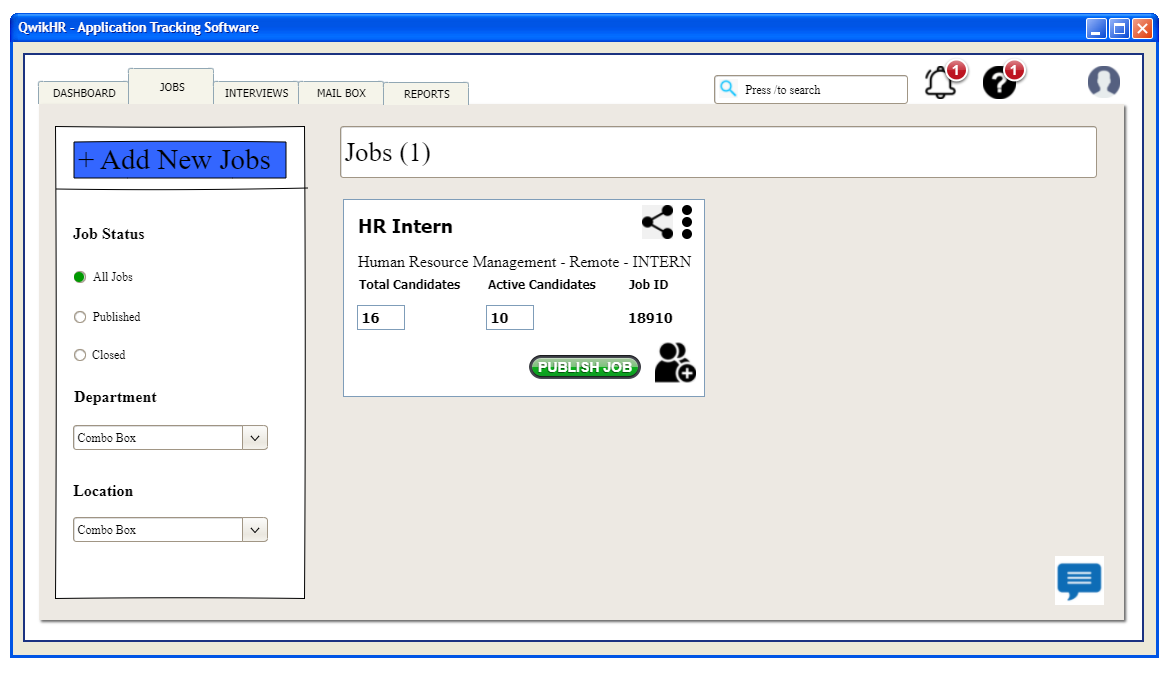 QwikHR - Application Tracking Software
DASHBOARD
JOBS
INTERVIEWS
MAIL BOX
REPORTS
Press /to search
1
?
1
+ Add New Jobs
Jobs (1)
Job Status
All Jobs
Published
Closed
Department
Combo Box
Location
Combo Box
HR Intern
Human Resource Management - Remote - INTERN
Total Candidates Active Candidates Job ID
16 10 18910
PUBLISH JOB